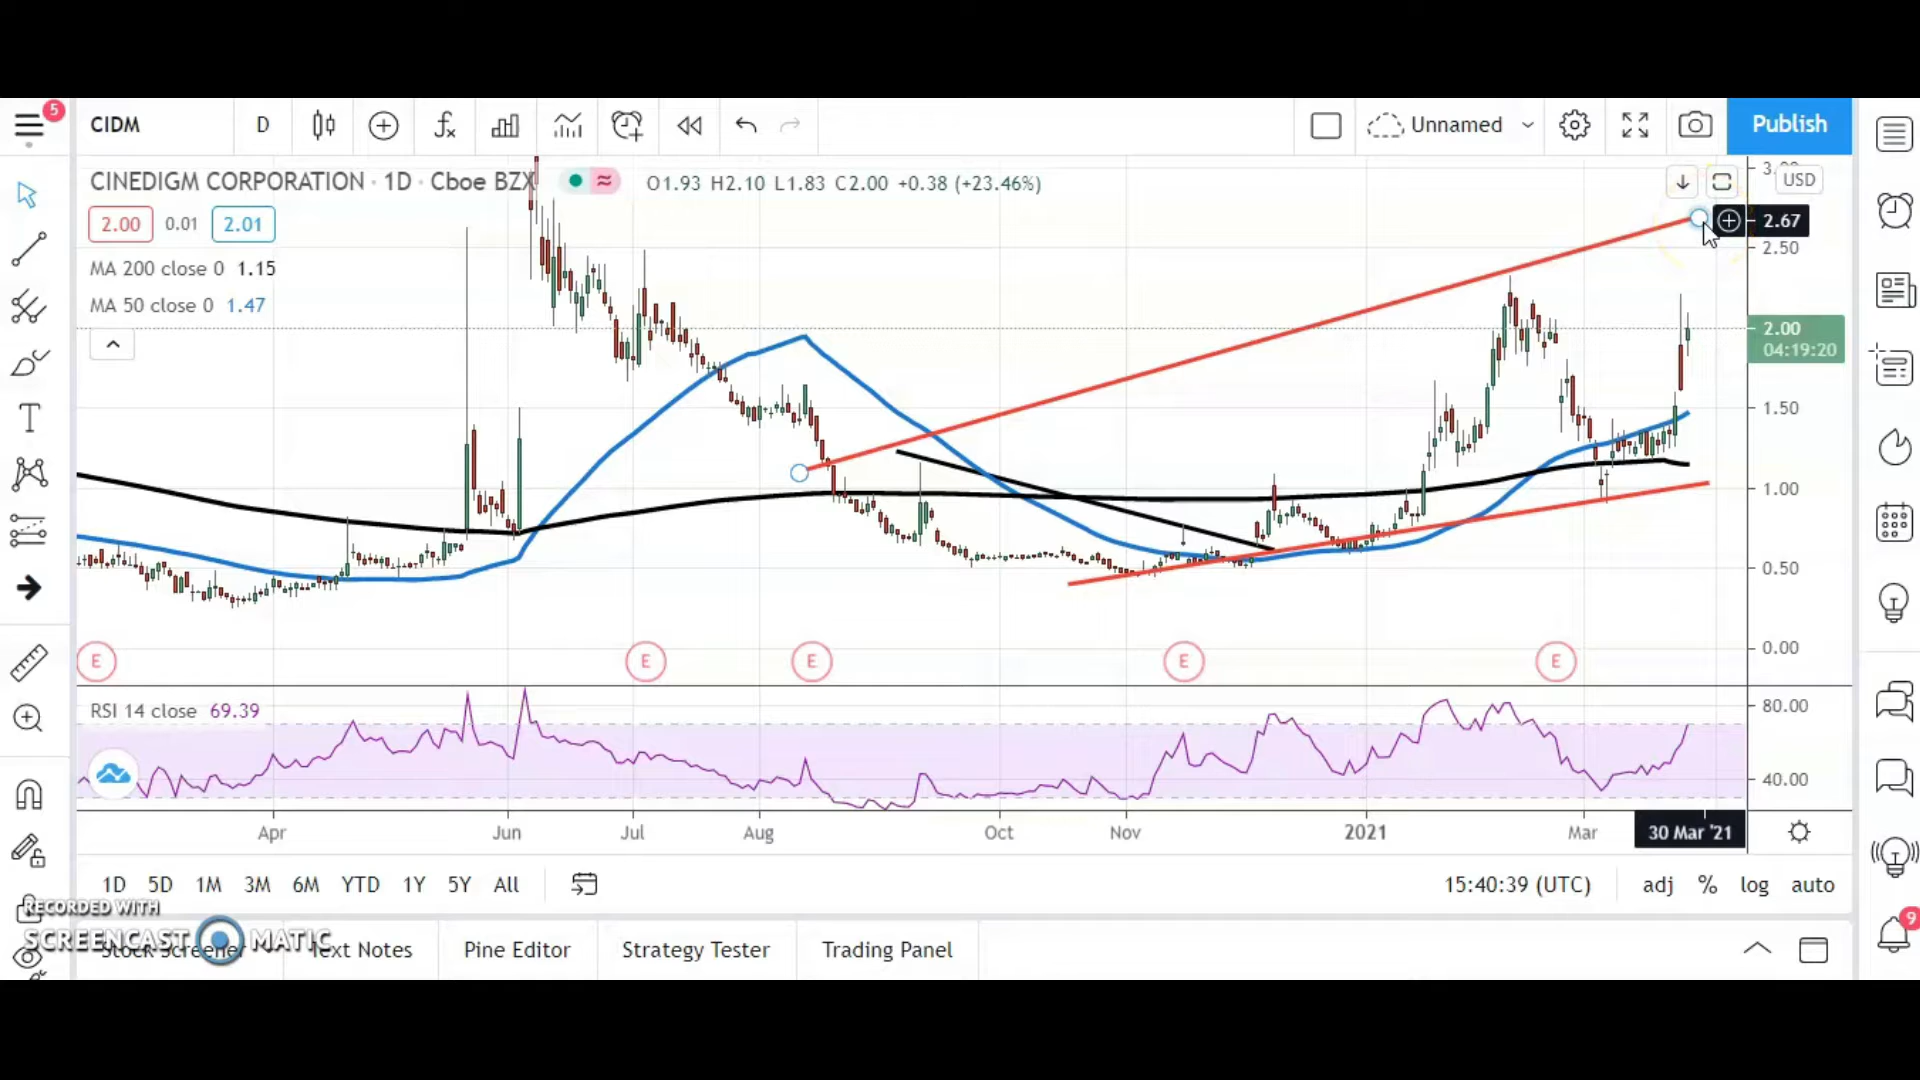 5
CIDM D Unnamed Publish
CINEDIGM CORPORATION · 1D · Cboe BZX O1.93 H2.10 L1.83 C2.00 +0.38 (+23.46%)
USD
2.00 0.01 2.01
2.67
2.50
MA 200 close 0 1.15
MA 50 close 0 1.47
2.00
04:19:20
1.50
1.00
0.50
0.00
E E E E E
RSI 14 close 69.39
80.00
40.00
Apr Jun Jul Aug Oct Nov 2021 Mar 30 Mar '21
1D 5D 1M 3M 6M YTD 1Y 5Y All 15:40:39 (UTC) adj % log auto
RECORDED WITH
SCREENCAST MATIC
Stock Screener Text Notes Pine Editor Strategy Tester Trading Panel
9